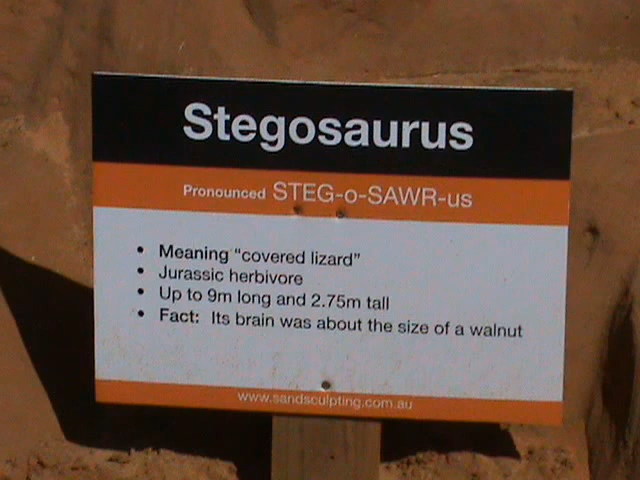 Stegosaurus
Pronounced STEG-o-SAWR-us
• Meaning "covered lizard"
• Jurassic herbivore
• Up to 9m long and 2.75m tall
• Fact: Its brain was about the size of a walnut
www.sandsculpting.com.au